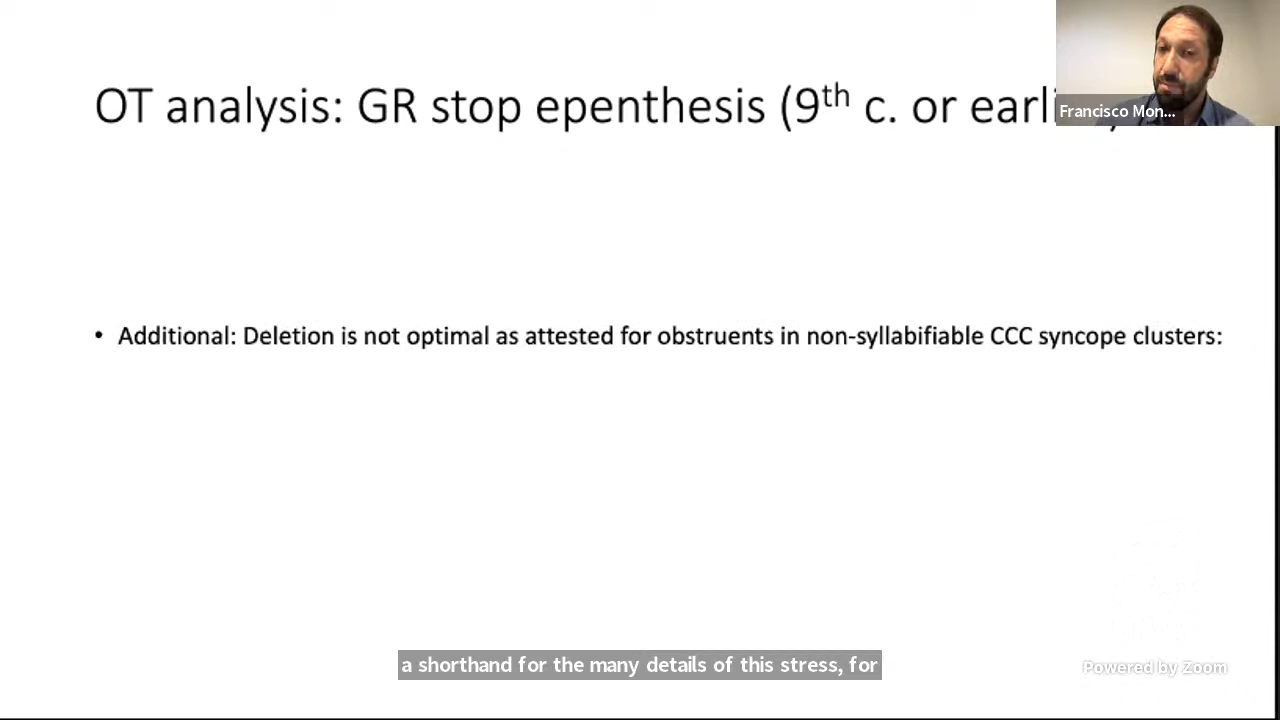 OT analysis: GR stop epenthesis (9th c. or earli
Francisco Mon...
• Additional: Deletion is not optimal as attested for obstruents in non-syllabifiable CCC syncope clusters:
a shorthand for the many details of this stress, for
Powered by Zoom